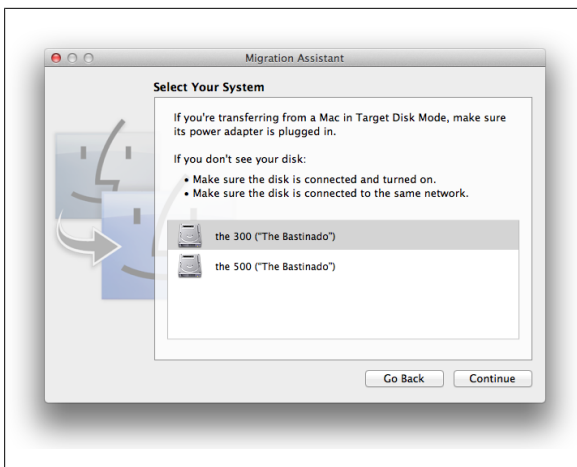 Migration Assistant
Select Your System
If you're transferring from a Mac in Target Disk Mode, make sure
its power adapter is plugged in.
If you don't see your disk:
• Make sure the disk is connected and turned on.
• Make sure the disk is connected to the same network.
the 300 ("The Bastinado")
the 500 ("The Bastinado")
Go Back Continue